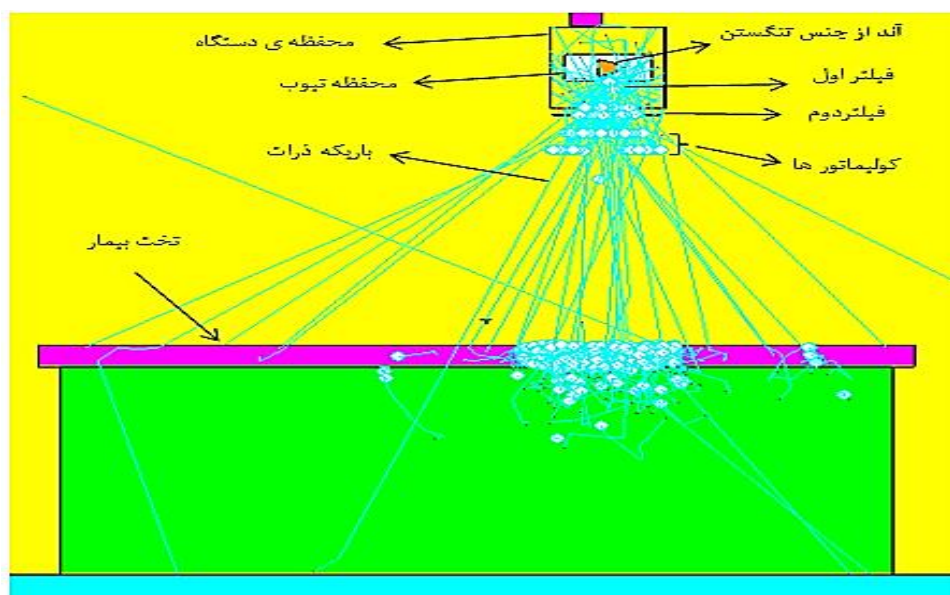 آند از جنس تنگستن
محفظه ی دستگاه
فیلتر اول
محفظه تیوب
فیلتردوم
باریکه ذرات
کولیماتور ها
تخت بیمار